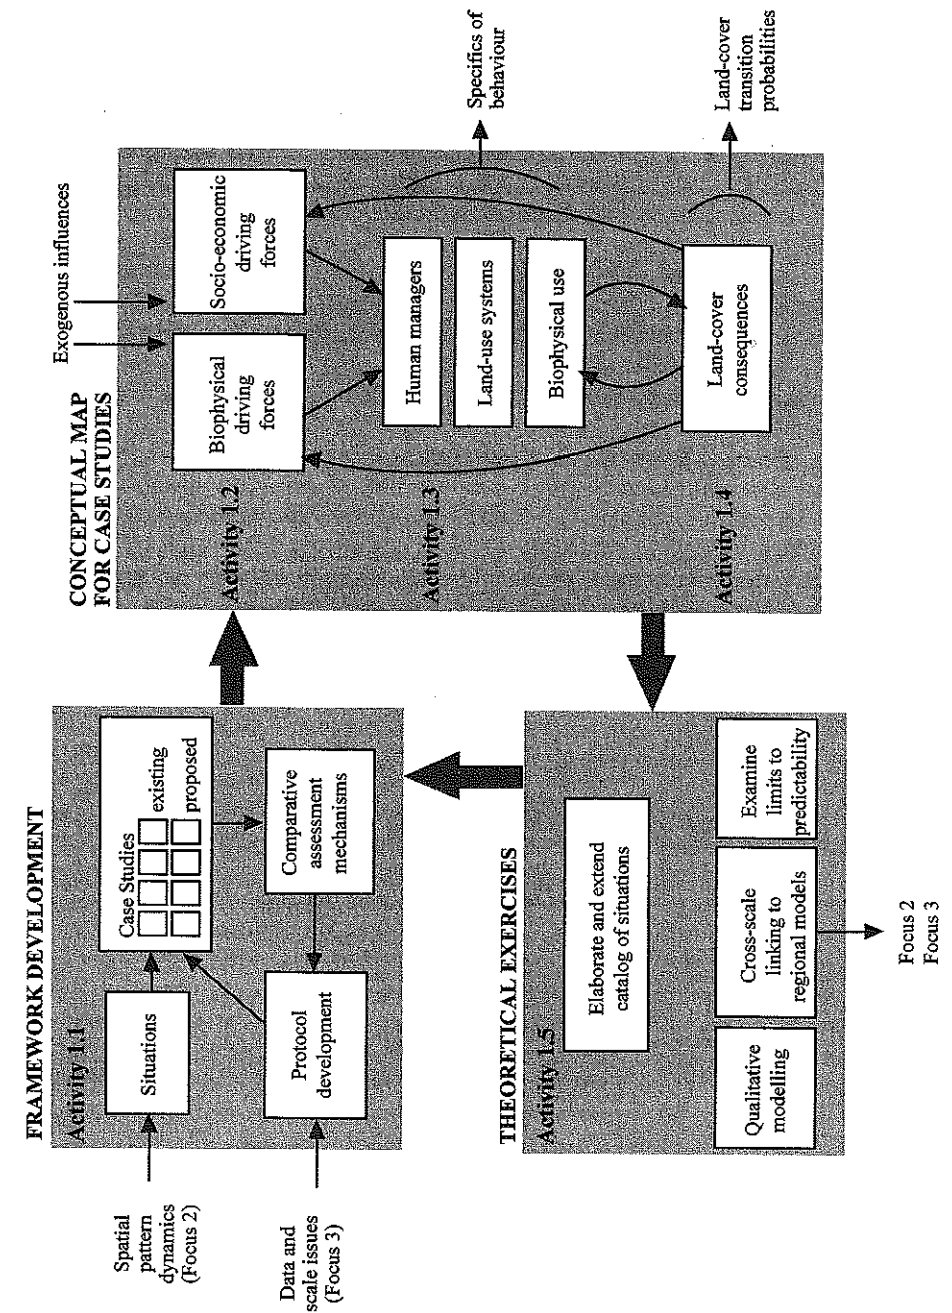 FRAMEWORK DEVELOPMENT
Activity 1.1
Spatial
pattern
dynamics
(Focus 2)
Data and
scale issues
(Focus 3)
Situations
Case Studies
existing
proposed
Protocol
development
Comparative
assessment
mechanisms
CONCEPTUAL MAP
FOR CASE STUDIES
Exogenous influences
Activity 1.2
Biophysical
driving
forces
Socio-economic
driving
forces
Activity 1.3
Human managers
Land-use systems
Biophysical use
Specifics of
behaviour
Activity 1.4
Land-cover
consequences
Land-cover
transition
probabilities
THEORETICAL EXERCISES
Activity 1.5
Elaborate and extend
catalog of situations
Qualitative
modelling
Cross-scale
linking to
regional models
Examine
limits to
predictability
Focus 2
Focus 3